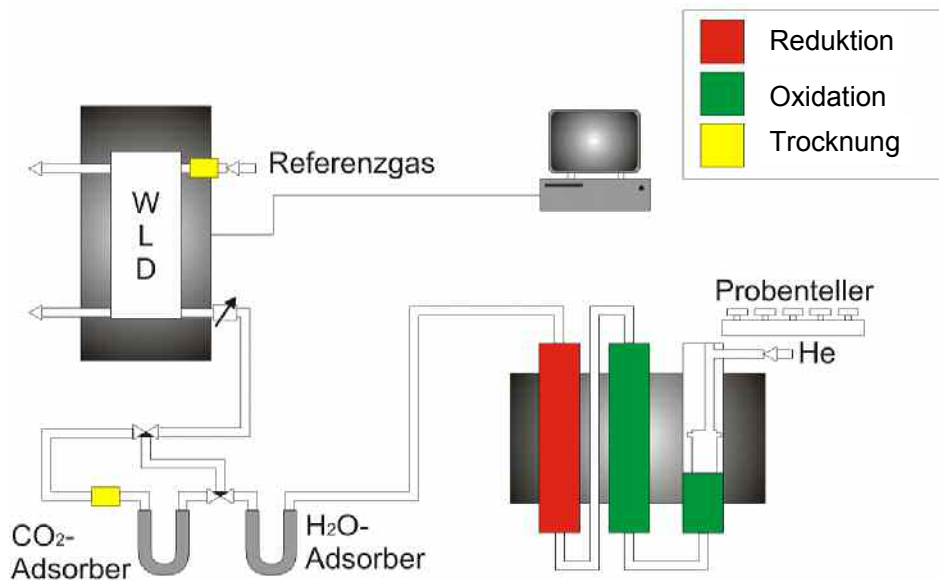 Reduktion
Oxidation
Trocknung
Referenzgas
W
L
D
Probenteller
He
CO2-
Adsorber
H2O-
Adsorber